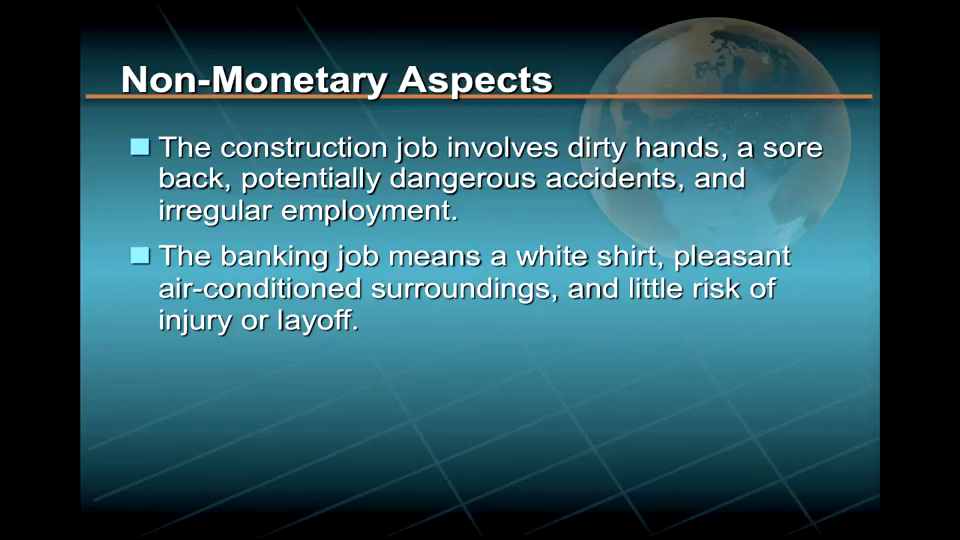 Non-Monetary Aspects
The construction job involves dirty hands, a sore
back, potentially dangerous accidents, and
irregular employment.
The banking job means a white shirt, pleasant
air-conditioned surroundings, and little risk of
injury or layoff.